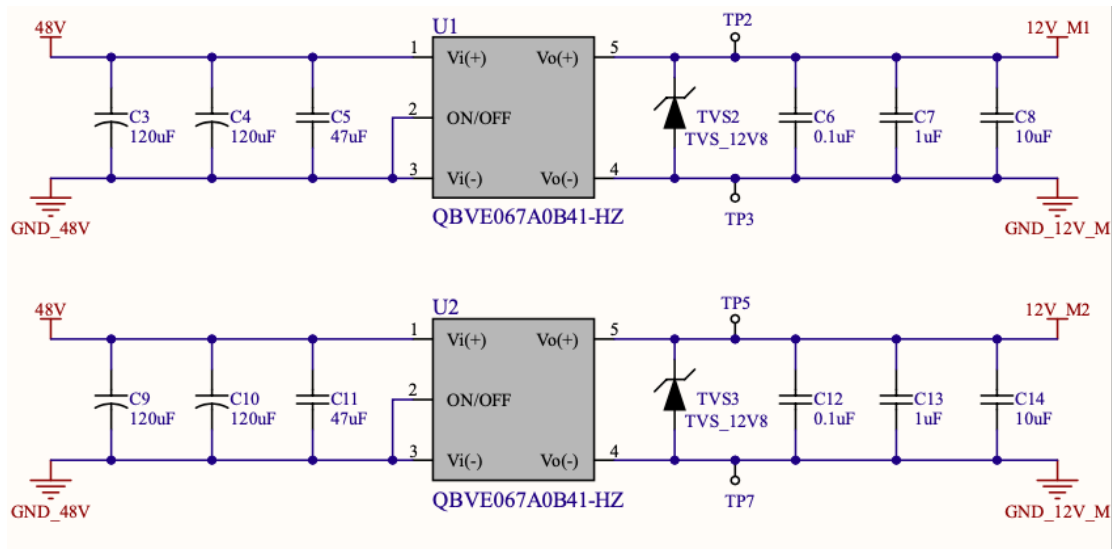 48V
U1
TP2
12V_M1
1
Vi(+)
Vo(+)
5
C3
120uF
C4
120uF
C5
47uF
2
ON/OFF
TVS2
TVS_12V8
C6
0.1uF
C7
1uF
C8
10uF
3
Vi(-)
Vo(-)
4
GND_48V
QBVE067A0B41-HZ
TP3
GND_12V_M
48V
U2
TP5
12V_M2
1
Vi(+)
Vo(+)
5
C9
120uF
C10
120uF
C11
47uF
2
ON/OFF
TVS3
TVS_12V8
C12
0.1uF
C13
1uF
C14
10uF
3
Vi(-)
Vo(-)
4
GND_48V
QBVE067A0B41-HZ
TP7
GND_12V_M